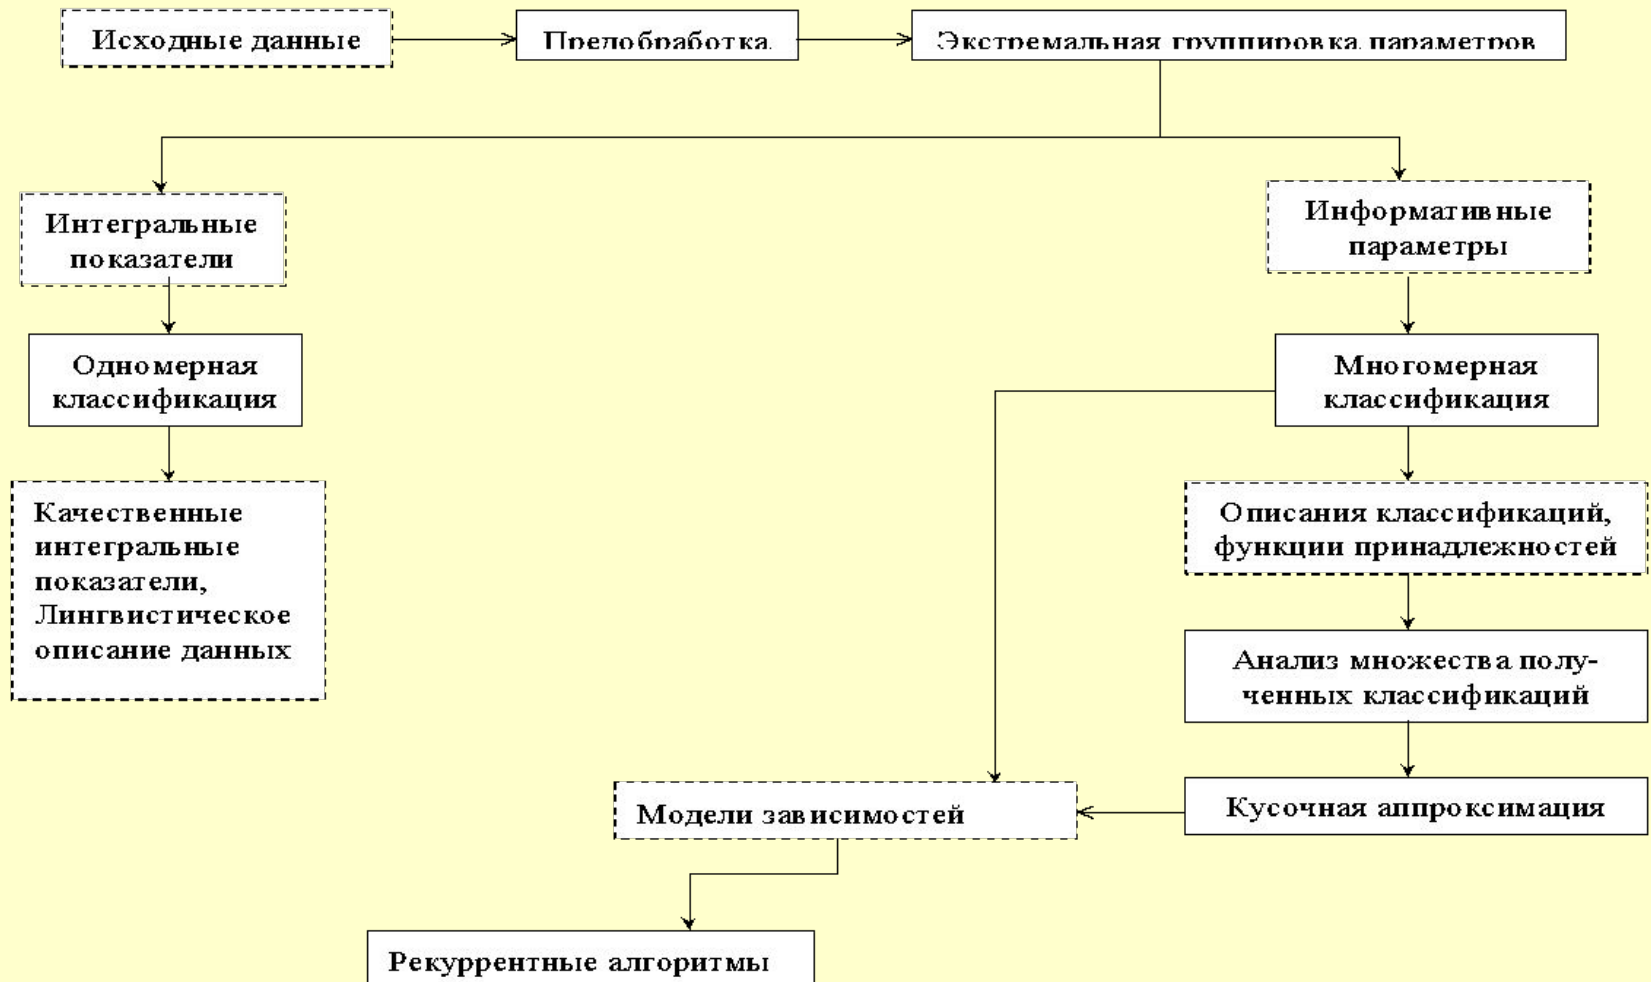 Исходные данные
Предобработка
Экстремальная группировка параметров
Интегральные
показатели
Информативные
параметры
Одномерная
классификация
Многомерная
классификация
Качественные
интегральные
показатели,
Лингвистическое
описание данных
Описания классификаций,
функции принадлежностей
Анализ множества полу-
ченных классификаций
Модели зависимостей
Кусочная аппроксимация
Рекуррентные алгоритмы